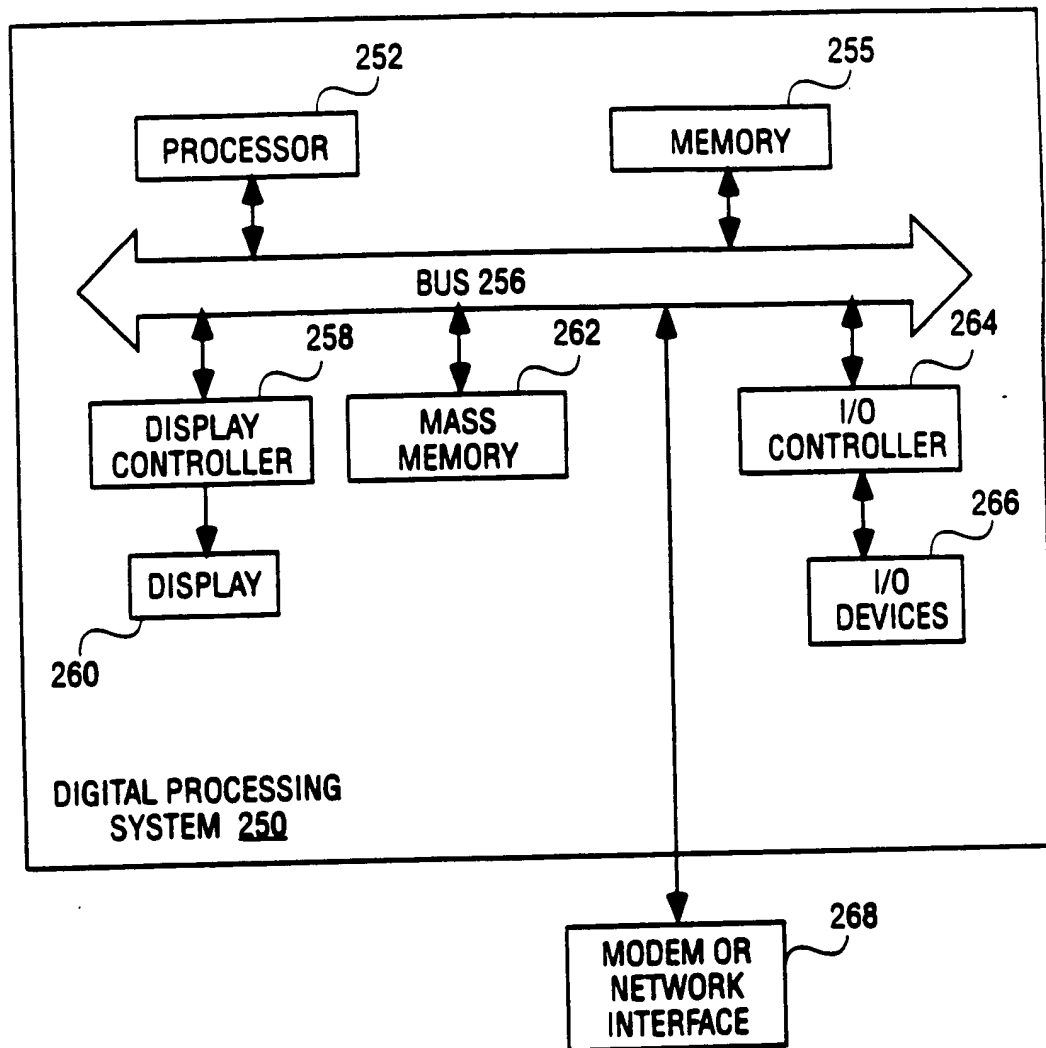 252
255
PROCESSOR
MEMORY
BUS 256
258
262
264
DISPLAY
CONTROLLER
MASS
MEMORY
I/O
CONTROLLER
266
DISPLAY
I/O
DEVICES
260
DIGITAL PROCESSING
SYSTEM 250
268
MODEM OR
NETWORK
INTERFACE